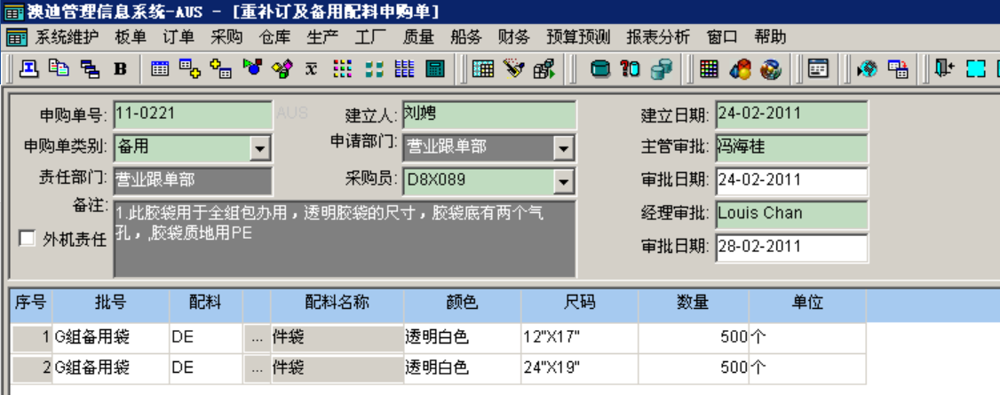 澳迪管理信息系统-AUS - [重补订及备用配料申购单]
系统维护 板单 订单 采购 仓库 生产 工厂 质量 船务 财务 预算预测 报表分析 窗口 帮助
申购单号: 11-0221 AUS 建立人: 刘娉 建立日期: 24-02-2011
申购单类别: 备用 申请部门: 营业跟单部 主管审批: 冯海桂
责任部门: 营业跟单部 采购员: D8X089 审批日期: 24-02-2011
备注: 1.此胶袋用于全组包办用，透明胶袋的尺寸，胶袋底有两个气 经理审批: Louis Chan
外机责任 孔，.胶袋质地用PE 审批日期: 28-02-2011
序号 批号 配料 配料名称 颜色 尺码 数量 单位
1 G组备用袋 DE ... 件袋 透明白色 12"X17" 500 个
2 G组备用袋 DE ... 件袋 透明白色 24"X19" 500 个